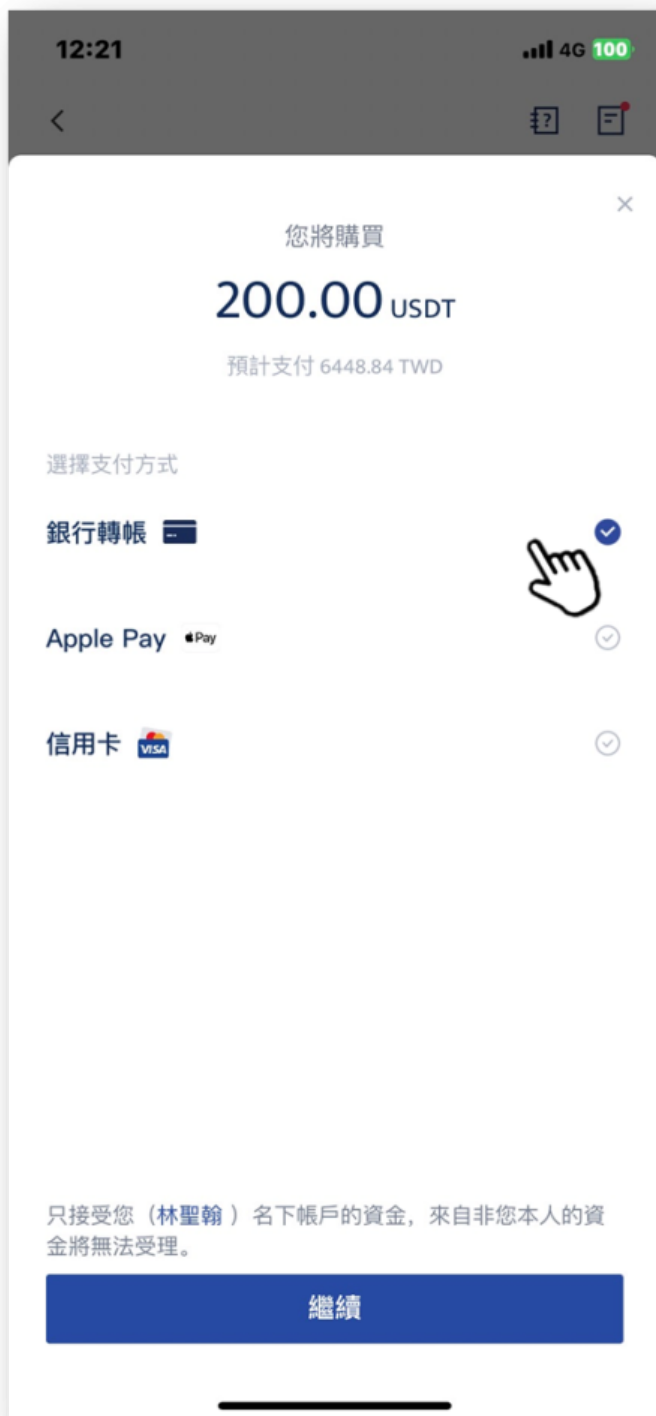 12:21 4G 100
您將購買
200.00 USDT
預計支付 6448.84 TWD
選擇支付方式
銀行轉帳
Apple Pay Pay
信用卡 VISA
只接受您（林聖翰 ）名下帳戶的資金，來自非您本人的資
金將無法受理。
繼續